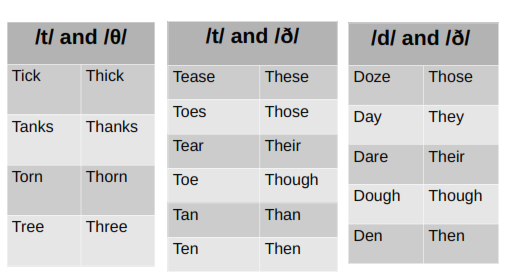 /t/ and /θ/
Tick Thick
Tanks Thanks
Torn Thorn
Tree Three
/t/ and /ð/
Tease These
Toes Those
Tear Their
Toe Though
Tan Than
Ten Then
/d/ and /ð/
Doze Those
Day They
Dare Their
Dough Though
Den Then